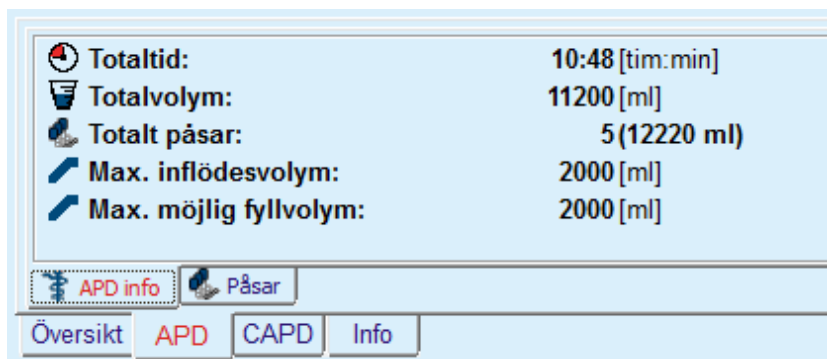 Totaltid: 10:48 [tim:min]
Totalvolym: 11200 [ml]
Totalt påsar: 5 (12220 ml)
Max. inflödesvolym: 2000 [ml]
Max. möjlig fyllvolym: 2000 [ml]
APD info Påsar
Översikt APD CAPD Info